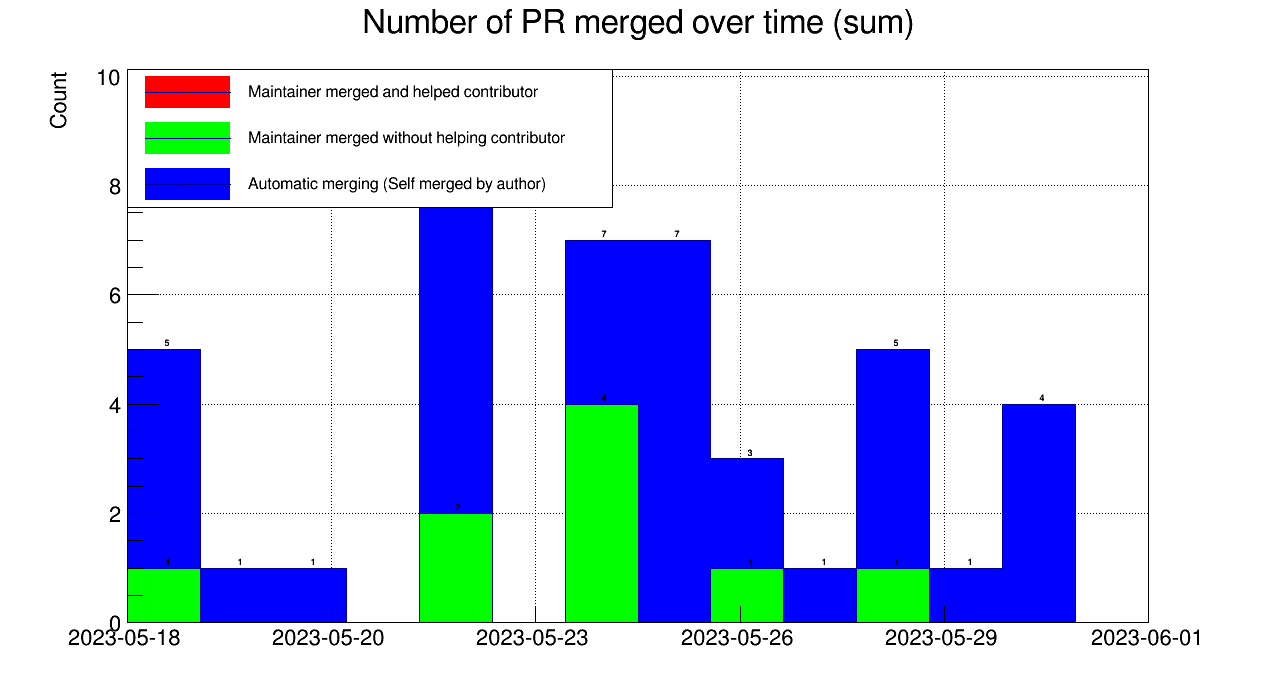 Number of PR merged over time (sum)
Count
10
8
6
4
2
0
Maintainer merged and helped contributor
Maintainer merged without helping contributor
Automatic merging (Self merged by author)
7 7
5 5
4 4
3
2
1 1 1 1 1 1 1
2023-05-18 2023-05-20 2023-05-23 2023-05-26 2023-05-29 2023-06-01